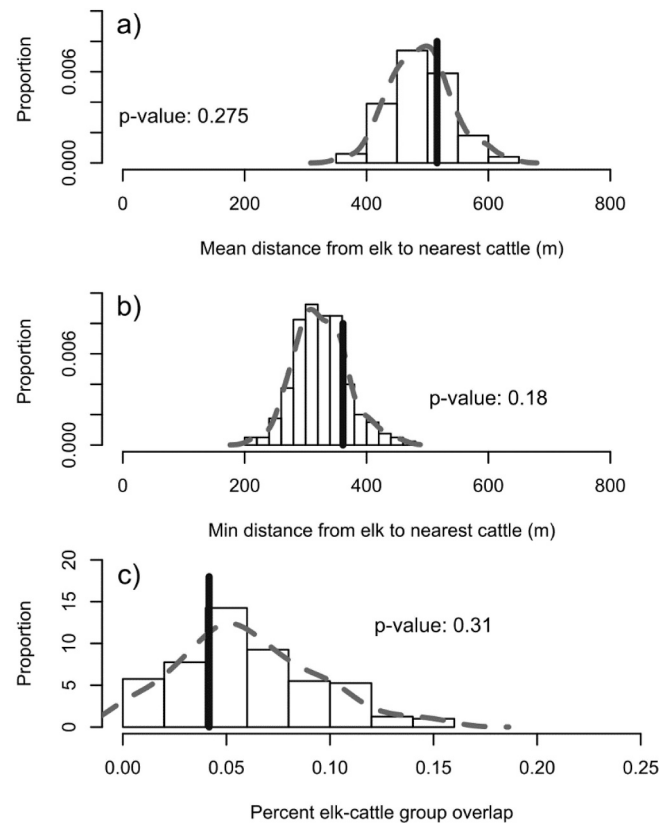 a)
Proportion
0.006
0.000
p-value: 0.275
0 200 400 600 800
Mean distance from elk to nearest cattle (m)
b)
Proportion
0.006
0.000
p-value: 0.18
0 200 400 600 800
Min distance from elk to nearest cattle (m)
c)
Proportion
20
15
10
5
0
p-value: 0.31
0.00 0.05 0.10 0.15 0.20 0.25
Percent elk-cattle group overlap